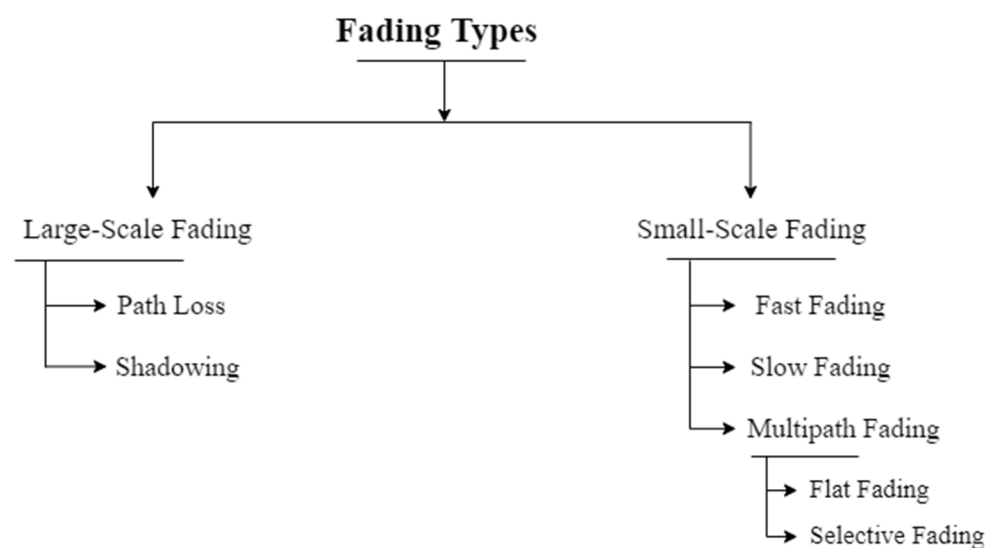 Fading Types
Large-Scale Fading
Path Loss
Shadowing
Small-Scale Fading
Fast Fading
Slow Fading
Multipath Fading
Flat Fading
Selective Fading